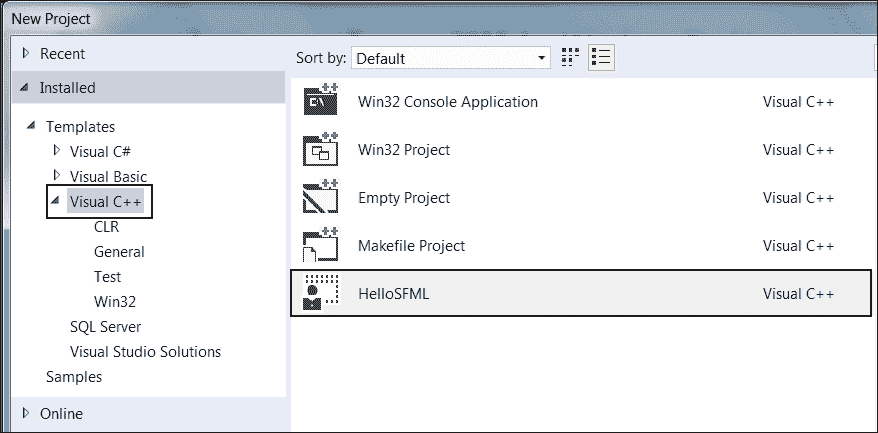 New Project
Recent
Installed
Templates
Visual C#
Visual Basic
Visual C++
CLR
General
Test
Win32
SQL Server
Visual Studio Solutions
Samples
Online
Sort by: Default
Win32 Console Application Visual C++
Win32 Project Visual C++
Empty Project Visual C++
Makefile Project Visual C++
HelloSFML Visual C++